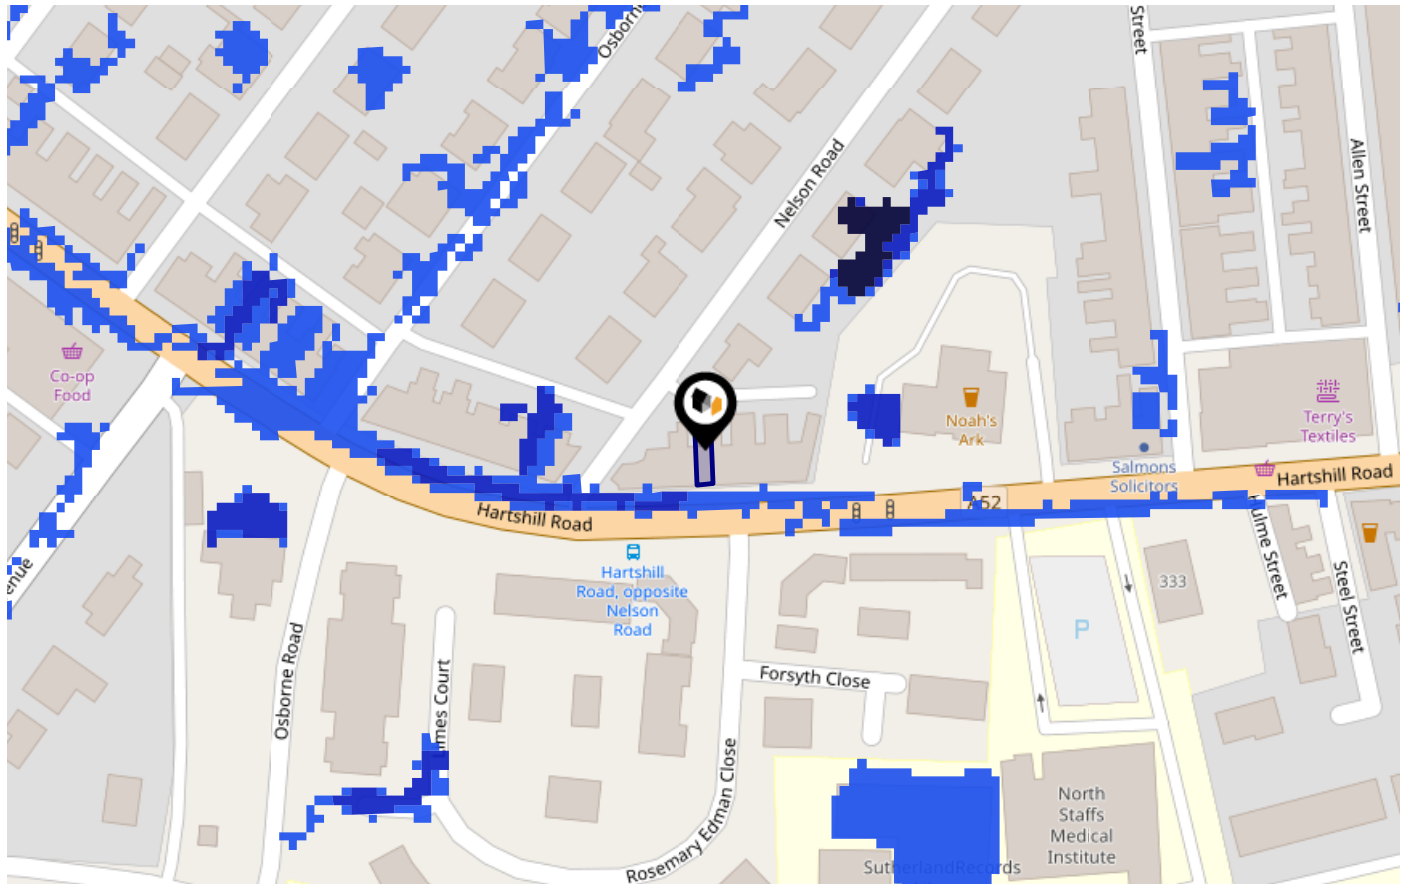 Osborn
Street
Nelson Road
Allen Street
Co-op
Food
Noah's
Ark
Terry's
Textiles
Salmons
Solicitors
Hartshill Road
A52
Hartshill Road
Hartshill
Road, opposite
Nelson
Road
enue
Osborne Road
Limes Court
333
P
Hulme Street
Steel Street
Forsyth Close
Rosemary Edman Close
North
Staffs
Medical
Institute
SutherlandRecords